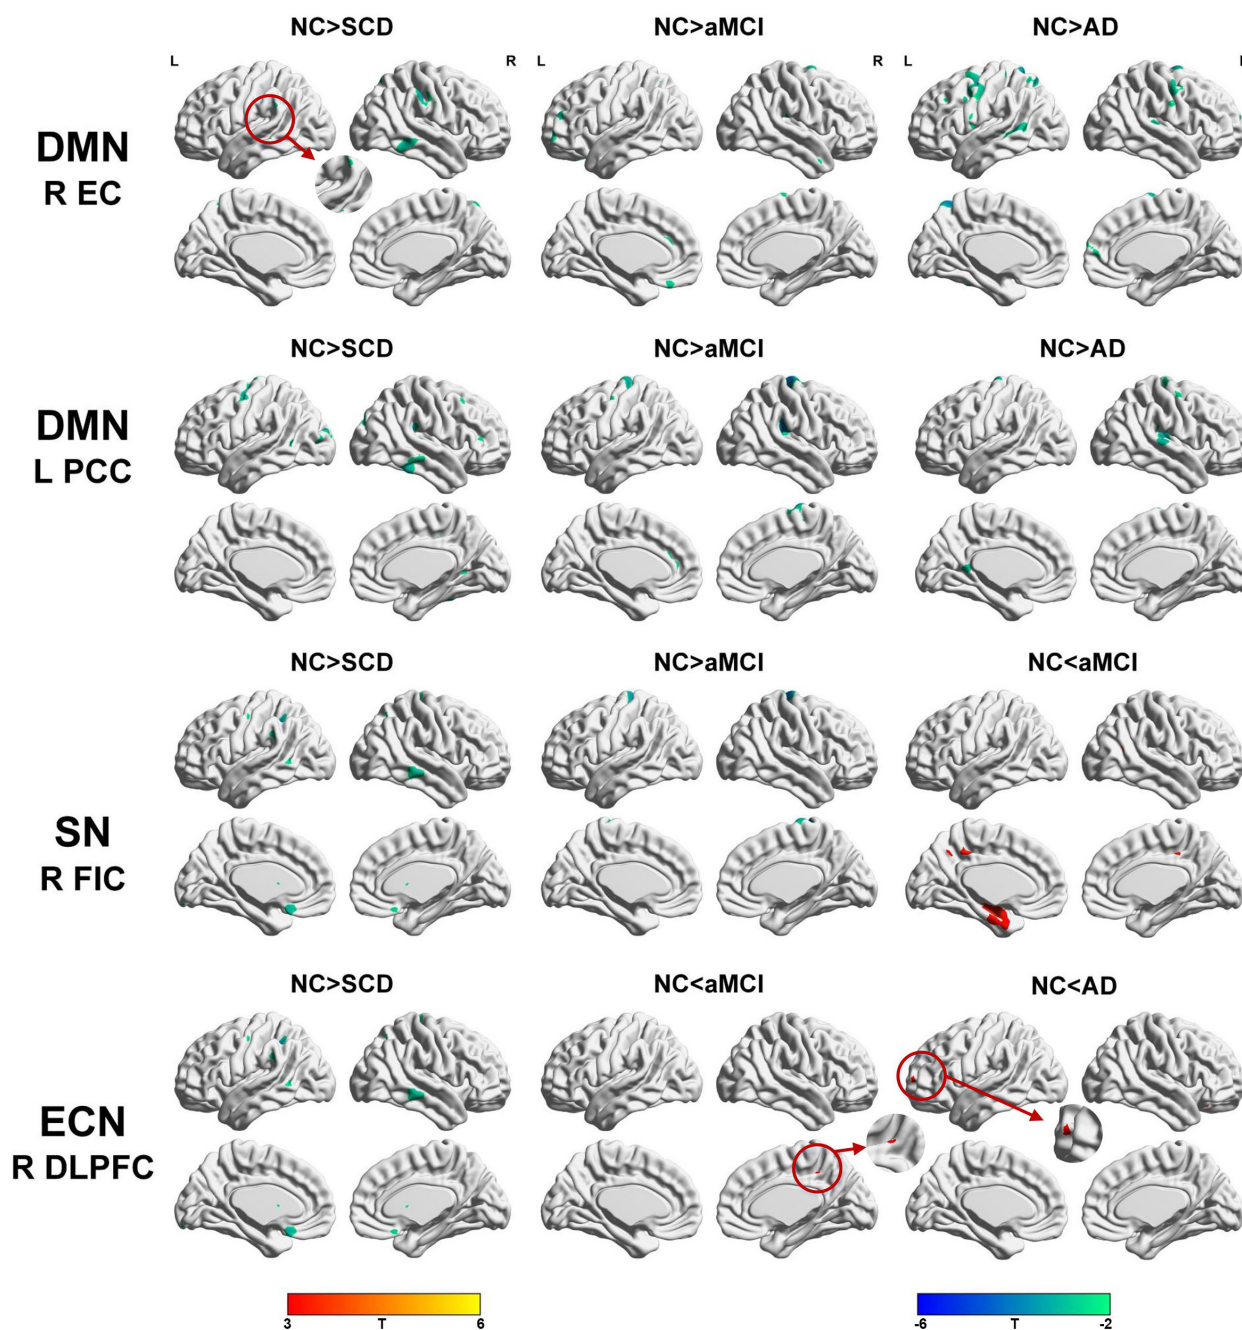 NC>SCD NC>aMCI NC>AD
L R L R L
DMN
R EC
NC>SCD NC>aMCI NC>AD
DMN
L PCC
NC>SCD NC>aMCI NC<aMCI
SN
R FIC
NC>SCD NC<aMCI NC<AD
ECN
R DLPFC
3 T 6 -6 T -2